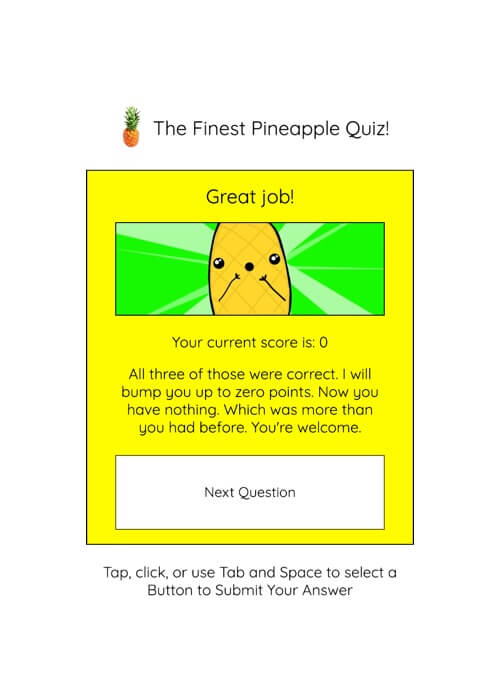 The Finest Pineapple Quiz!
Great job!
Your current score is: 0
All three of those were correct. I will
bump you up to zero points. Now you
have nothing. Which was more than
you had before. You're welcome.
Next Question
Tap, click, or use Tab and Space to select a
Button to Submit Your Answer